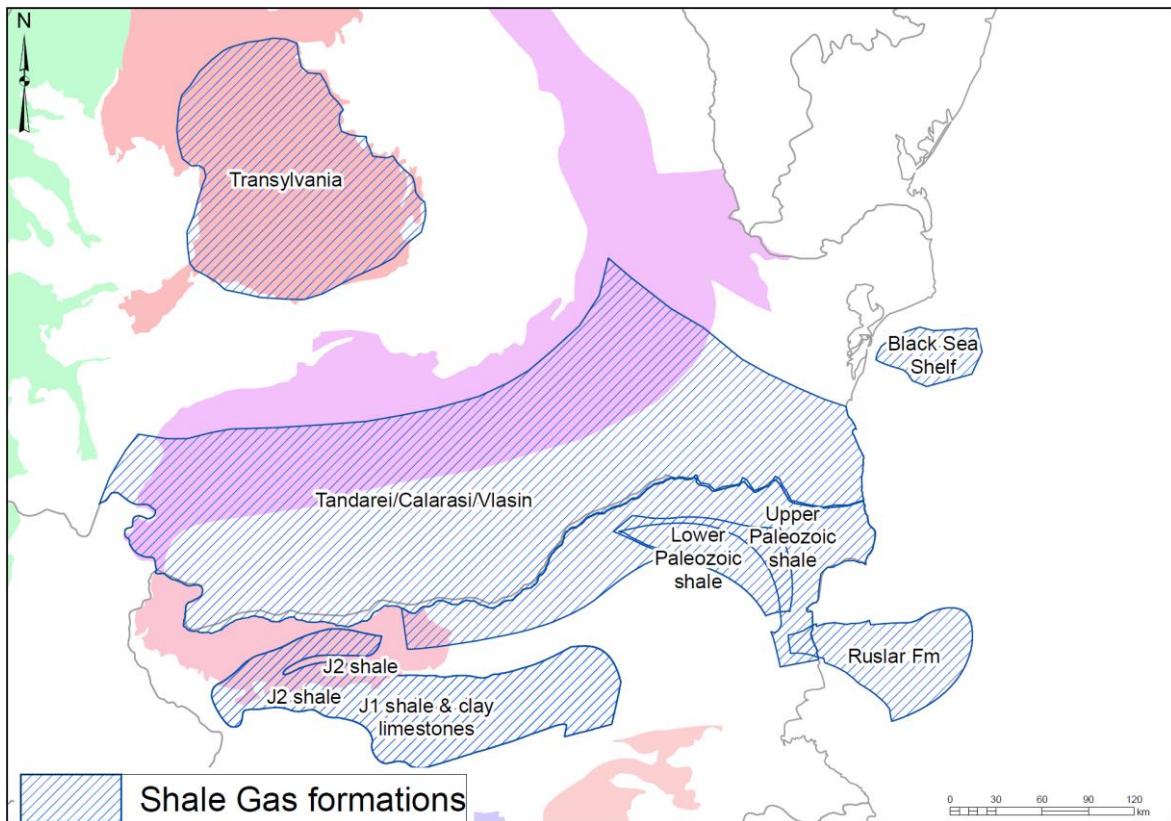 N
Transylvania
Black Sea
Shelf
Tandarei/Calarasi/Vlasin
Upper
Paleozoic
shale
Lower
Paleozoic
shale
Ruslar Fm
J2 shale
J2 shale
J1 shale & clay
limestones
Shale Gas formations
0 30 60 90 120
km